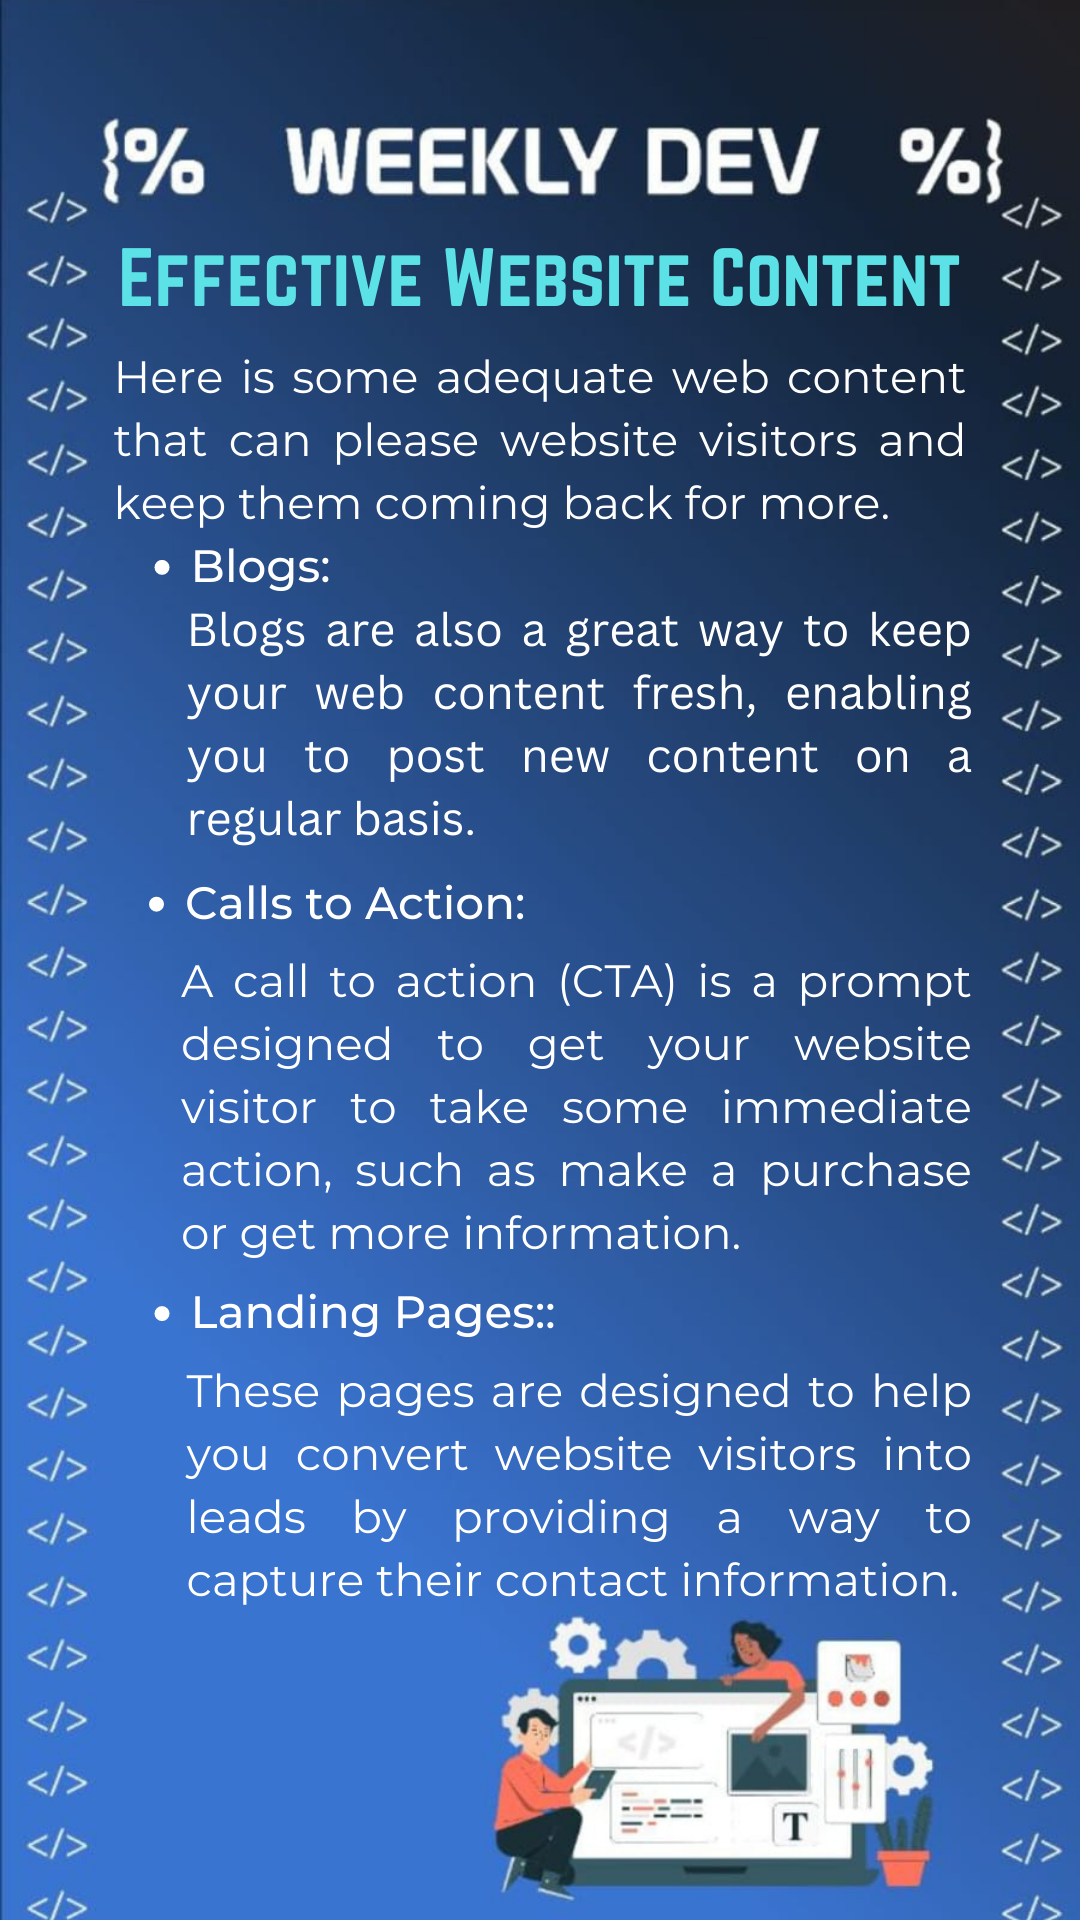 {% WEEKLY DEV %}
Effective Website Content
Here is some adequate web content
that can please website visitors and
keep them coming back for more.
• Blogs:
Blogs are also a great way to keep
your web content fresh, enabling
you to post new content on a
regular basis.
• Calls to Action:
A call to action (CTA) is a prompt
designed to get your website
visitor to take some immediate
action, such as make a purchase
or get more information.
• Landing Pages::
These pages are designed to help
you convert website visitors into
leads by providing a way to
capture their contact information.
</>
T